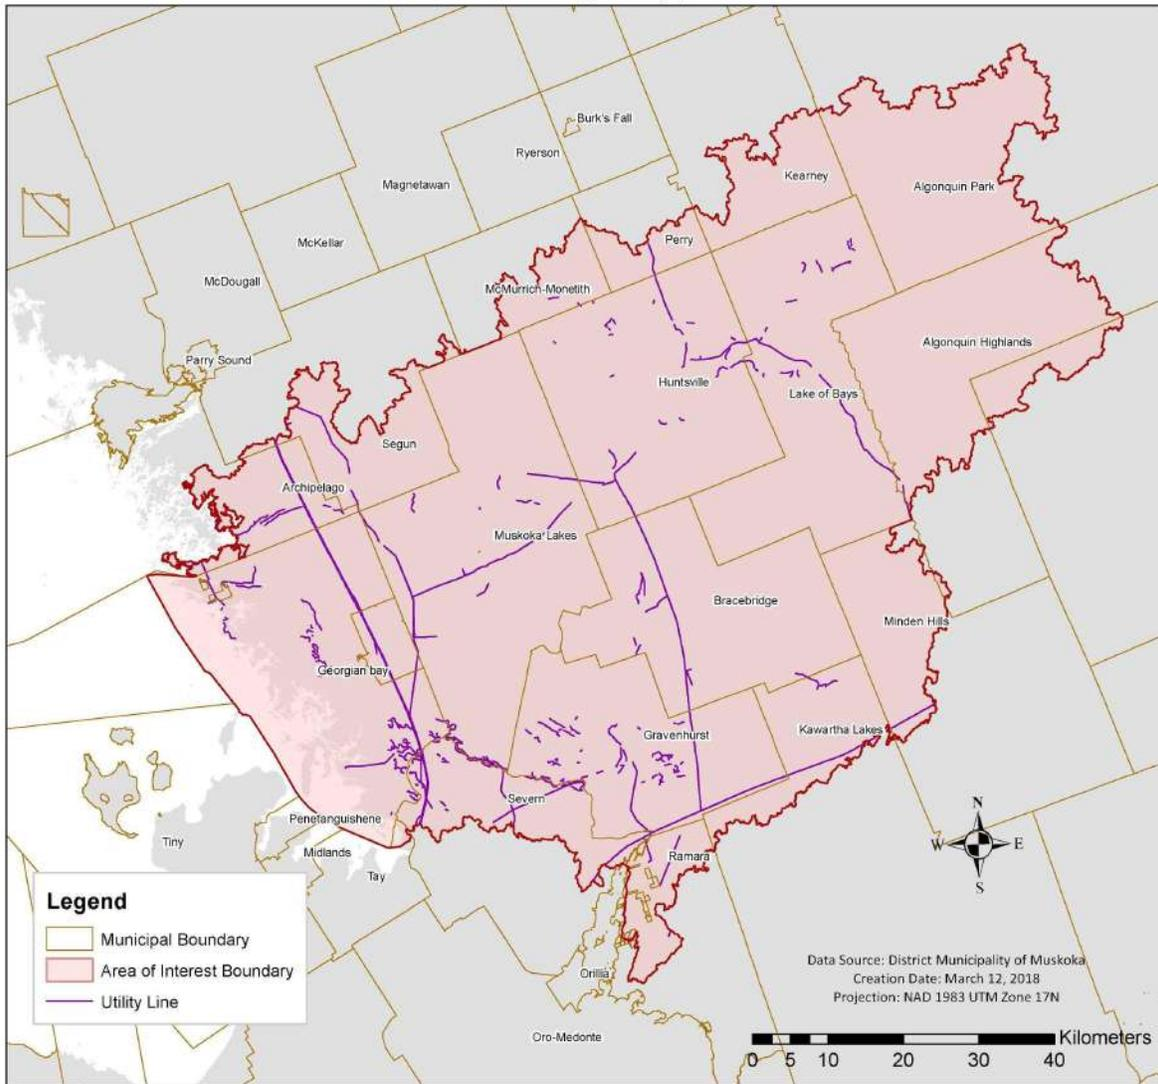 Burk's Fall
Ryerson
Kearney
Magnetawan
Algonquin Park
McKellar
Perry
McDougall
McMurrich-Monetith
Algonquin Highlands
Parry Sound
Huntsville
Lake of Bays
Segun
Archipelago
Muskoka Lakes
Bracebridge
Minden Hills
Georgian bay
Kawartha Lakes
Gravenhurst
Severn
Penetanguishene
Tiny
Midlands
Ramara
Tay
Orillia
Oro-Medonte
N
W
E
S
Legend
Municipal Boundary
Area of Interest Boundary
Utility Line
Data Source: District Municipality of Muskoka
Creation Date: March 12, 2018
Projection: NAD 1983 UTM Zone 17N
Kilometers
0 5 10 20 30 40